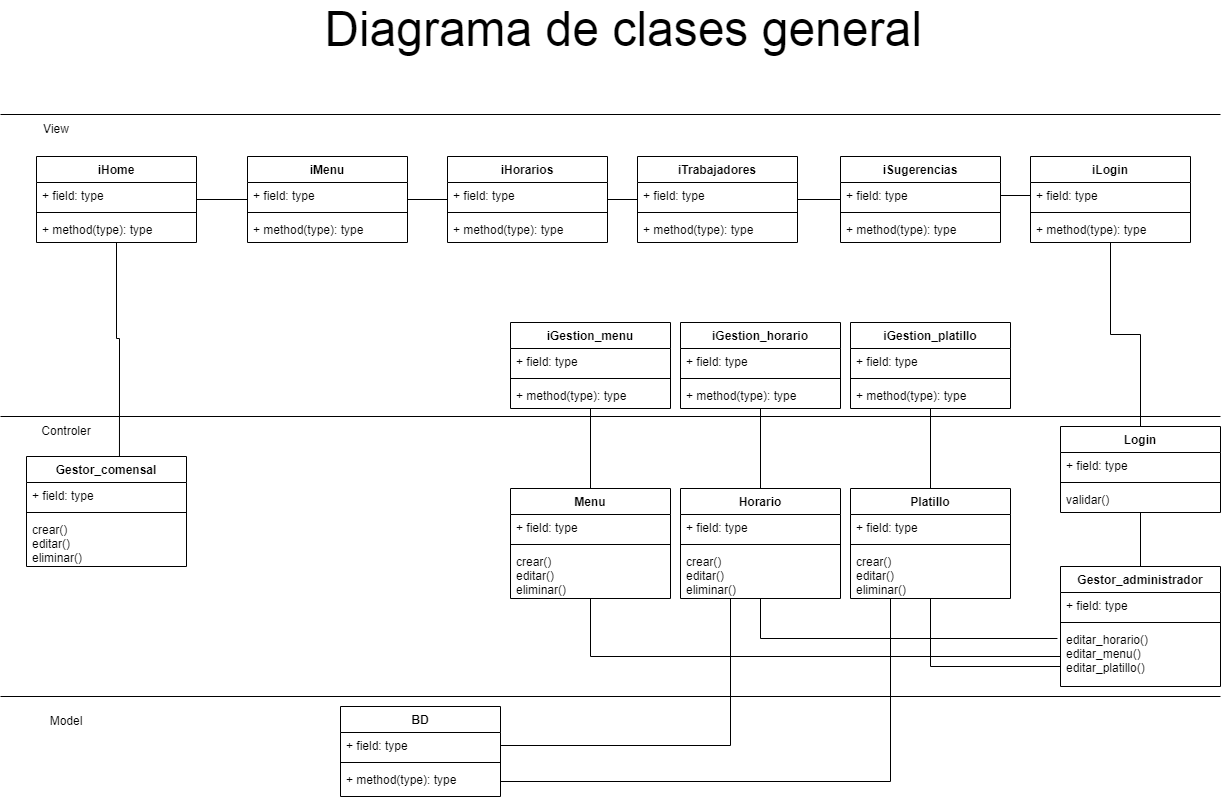 Diagrama de clases general
View
iHome
+ field: type
+ method(type): type
iMenu
+ field: type
+ method(type): type
iHorarios
+ field: type
+ method(type): type
iTrabajadores
+ field: type
+ method(type): type
iSugerencias
+ field: type
+ method(type): type
iLogin
+ field: type
+ method(type): type
iGestion_menu
+ field: type
+ method(type): type
iGestion_horario
+ field: type
+ method(type): type
iGestion_platillo
+ field: type
+ method(type): type
Controler
Gestor_comensal
+ field: type
crear()
editar()
eliminar()
Menu
+ field: type
crear()
editar()
eliminar()
Horario
+ field: type
crear()
editar()
eliminar()
Platillo
+ field: type
crear()
editar()
eliminar()
Login
+ field: type
validar()
Gestor_administrador
+ field: type
editar_horario()
editar_menu()
editar_platillo()
Model
BD
+ field: type
+ method(type): type